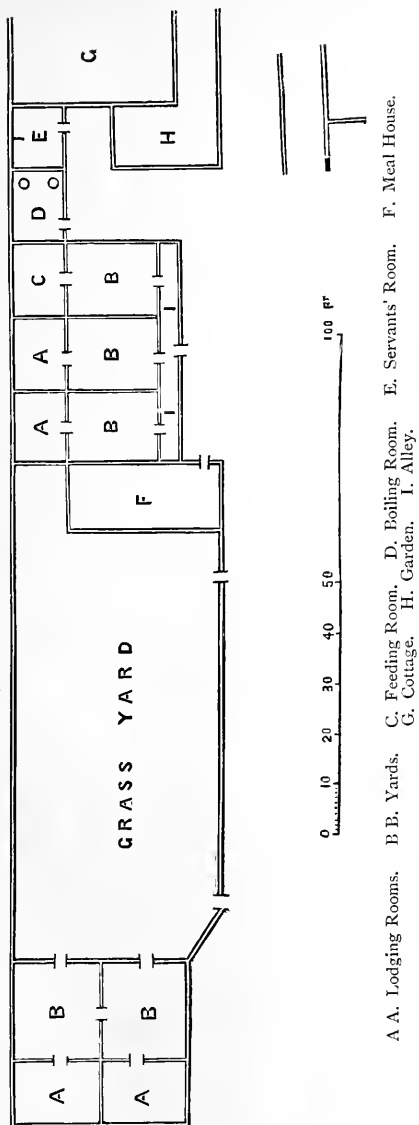 A B A A C D E G
GRASS YARD
A B B B B H
F
I I
0 10 20 30 40 50 100 FT
A A. Lodging Rooms. B B. Yards. C. Feeding Room. D. Boiling Room. E. Servants' Room. F. Meal House.
G. Cottage. H. Garden. I. Alley.